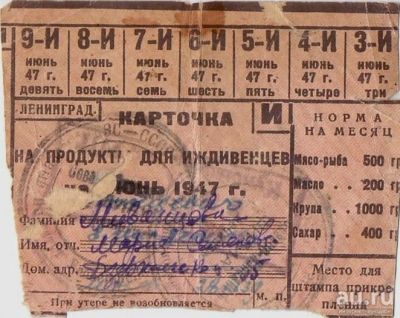 9-Й 8-Й 7-Й 6-Й 5-Й 4-Й 3-Й
ИЮНЬ ИЮНЬ ИЮНЬ ИЮНЬ ИЮНЬ ИЮНЬ ИЮНЬ
47 г. 47 г. 47 г. 47 г. 47 г. 47 г. 47 г.
девять восемь семь шесть пять четыре три
ЛЕНИНГРАД
КАРТОЧКА И
НА ПРОДУКТЫ ДЛЯ ИЖДИВЕНЦЕВ
ИЮНЬ 1947 г.
Фамилия
Имя, отч. Мария
Дом. адр.
При утере не возобновляется М. П.
НОРМА
НА МЕСЯЦ
Мясо-рыба 500 гр
Масло 200 гр
Крупа 1000 гр
Сахар 400 гр
Место для
штампа прикре
пления
au.ru